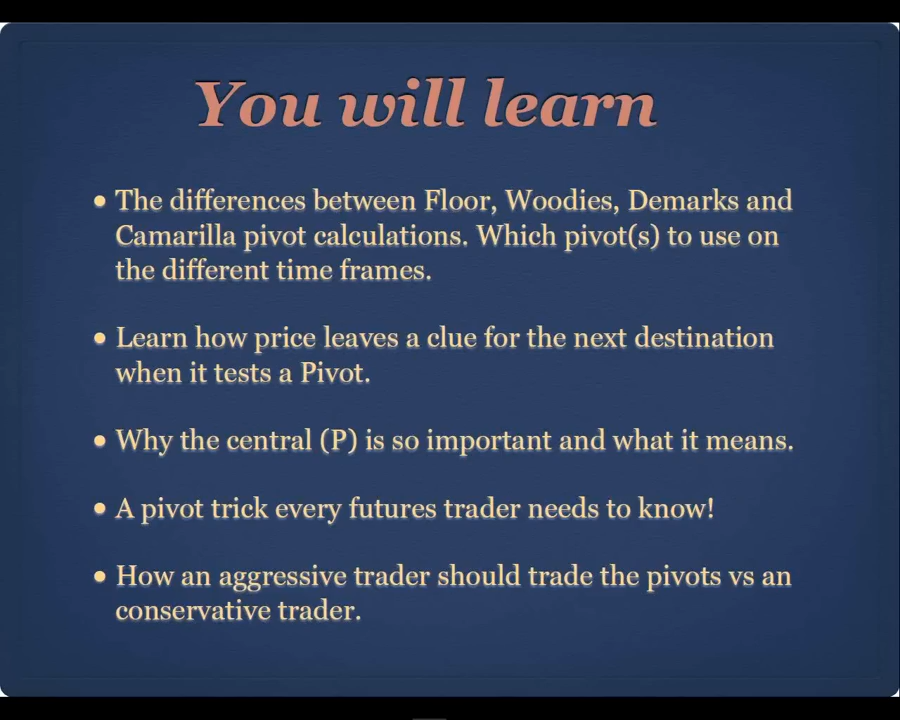 You will learn
• The differences between Floor, Woodies, Demarks and
Camarilla pivot calculations. Which pivot(s) to use on
the different time frames.
• Learn how price leaves a clue for the next destination
when it tests a Pivot.
• Why the central (P) is so important and what it means.
• A pivot trick every futures trader needs to know!
• How an aggressive trader should trade the pivots vs an
conservative trader.